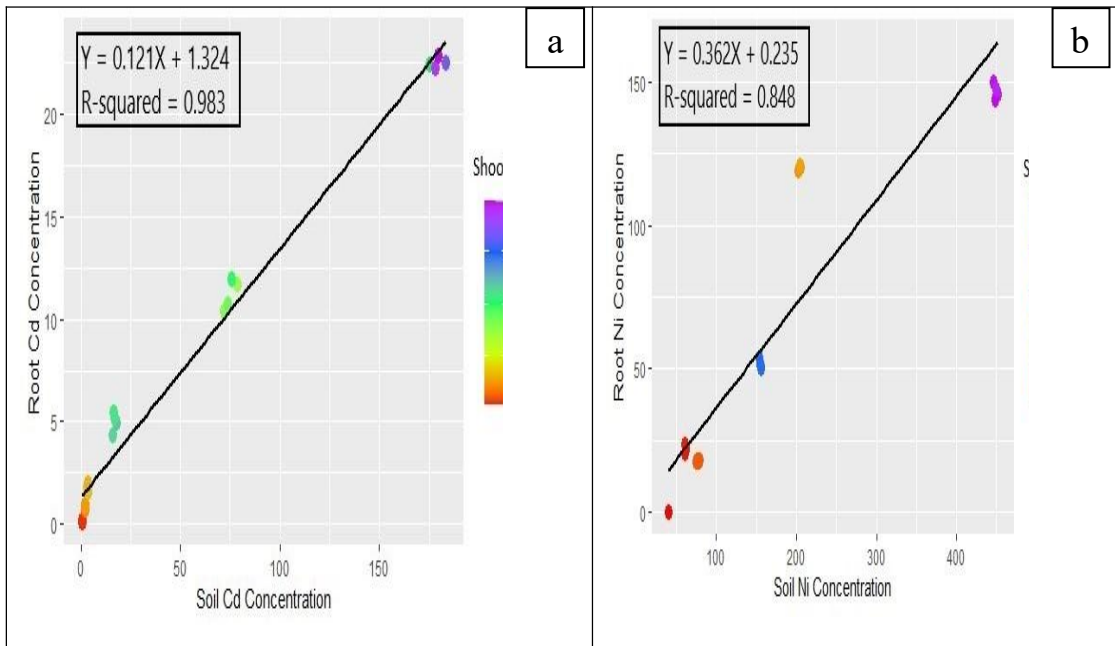 a
Y = 0.121X + 1.324
R-squared = 0.983
Root Cd Concentration
20
15
10
5
0
0 50 100 150
Soil Cd Concentration
Shoo
b
Y = 0.362X + 0.235
R-squared = 0.848
Root Ni Concentration
150
100
50
0
100 200 300 400
Soil Ni Concentration
S